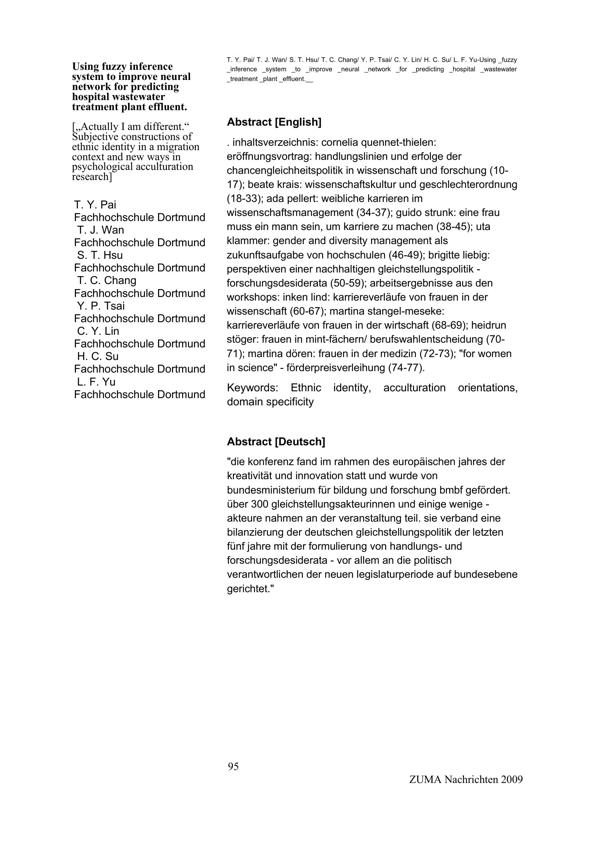 Using fuzzy inference
system to improve neural
network for predicting
hospital wastewater
treatment plant effluent.
[„Actually I am different.“
Subjective constructions of
ethnic identity in a migration
context and new ways in
psychological acculturation
research]
T. Y. Pai
Fachhochschule Dortmund
T. J. Wan
Fachhochschule Dortmund
S. T. Hsu
Fachhochschule Dortmund
T. C. Chang
Fachhochschule Dortmund
Y. P. Tsai
Fachhochschule Dortmund
C. Y. Lin
Fachhochschule Dortmund
H. C. Su
Fachhochschule Dortmund
L. F. Yu
Fachhochschule Dortmund
T. Y. Pai/ T. J. Wan/ S. T. Hsu/ T. C. Chang/ Y. P. Tsai/ C. Y. Lin/ H. C. Su/ L. F. Yu-Using _fuzzy
_inference _system _to _improve _neural _network _for _predicting _hospital _wastewater
_treatment _plant _effluent.__
Abstract [English]
. inhaltsverzeichnis: cornelia quennet-thielen:
eröffnungsvortrag: handlungslinien und erfolge der
chancengleichheitspolitik in wissenschaft und forschung (10-
17); beate krais: wissenschaftskultur und geschlechterordnung
(18-33); ada pellert: weibliche karrieren im
wissenschaftsmanagement (34-37); guido strunk: eine frau
muss ein mann sein, um karriere zu machen (38-45); uta
klammer: gender and diversity management als
zukunftsaufgabe von hochschulen (46-49); brigitte liebig:
perspektiven einer nachhaltigen gleichstellungspolitik -
forschungsdesiderata (50-59); arbeitsergebnisse aus den
workshops: inken lind: karriereverläufe von frauen in der
wissenschaft (60-67); martina stangel-meseke:
karriereverläufe von frauen in der wirtschaft (68-69); heidrun
stöger: frauen in mint-fächern/ berufswahlentscheidung (70-
71); martina dören: frauen in der medizin (72-73); "for women
in science" - förderpreisverleihung (74-77).
Keywords: Ethnic identity, acculturation orientations,
domain specificity
Abstract [Deutsch]
"die konferenz fand im rahmen des europäischen jahres der
kreativität und innovation statt und wurde von
bundesministerium für bildung und forschung bmbf gefördert.
über 300 gleichstellungsakteurinnen und einige wenige -
akteure nahmen an der veranstaltung teil. sie verband eine
bilanzierung der deutschen gleichstellungspolitik der letzten
fünf jahre mit der formulierung von handlungs- und
forschungsdesiderata - vor allem an die politisch
verantwortlichen der neuen legislaturperiode auf bundesebene
gerichtet."
95
ZUMA Nachrichten 2009